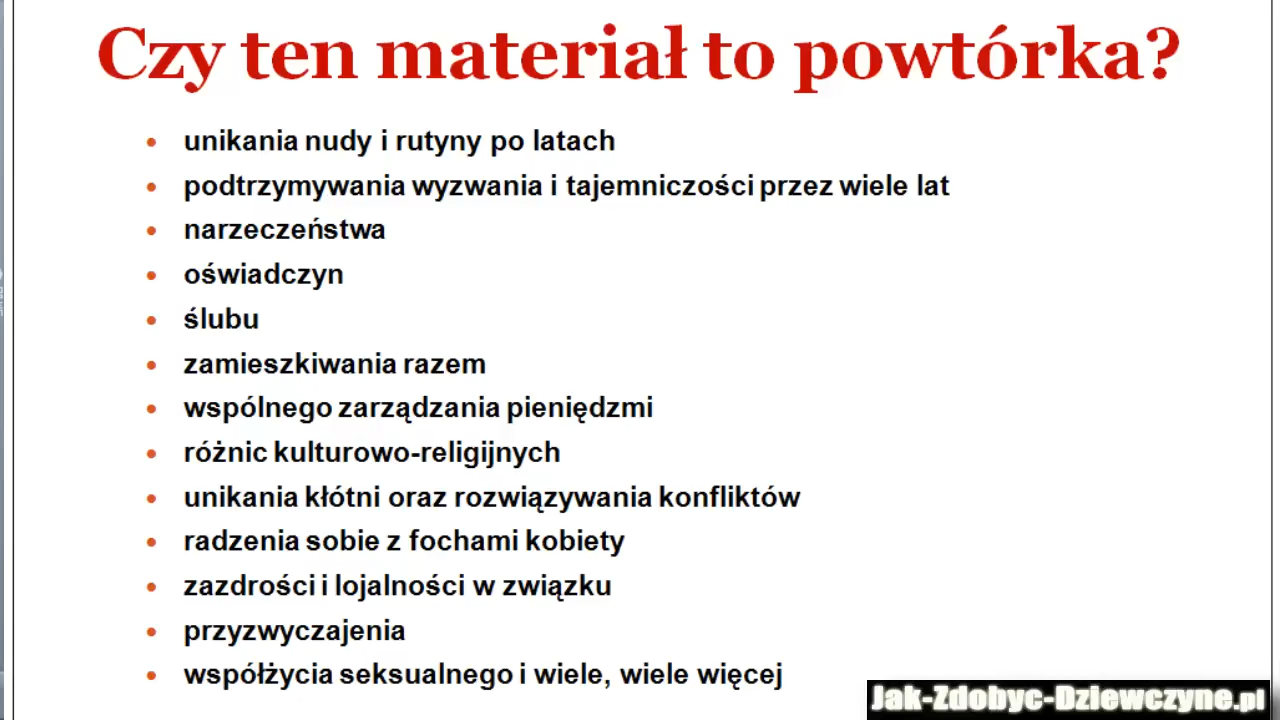 Czy ten materiał to powtórka?
unikania nudy i rutyny po latach
podtrzymywania wyzwania i tajemniczości przez wiele lat
narzeczeństwa
oświadczyn
ślubu
zamieszkiwania razem
wspólnego zarządzania pieniędzmi
różnic kulturowo-religijnych
unikania kłótni oraz rozwiązywania konfliktów
radzenia sobie z fochami kobiety
zazdrości i lojalności w związku
przyzwyczajenia
współżycia seksualnego i wiele, wiele więcej
Jak-Zdobyc-Dziewczyne.pl